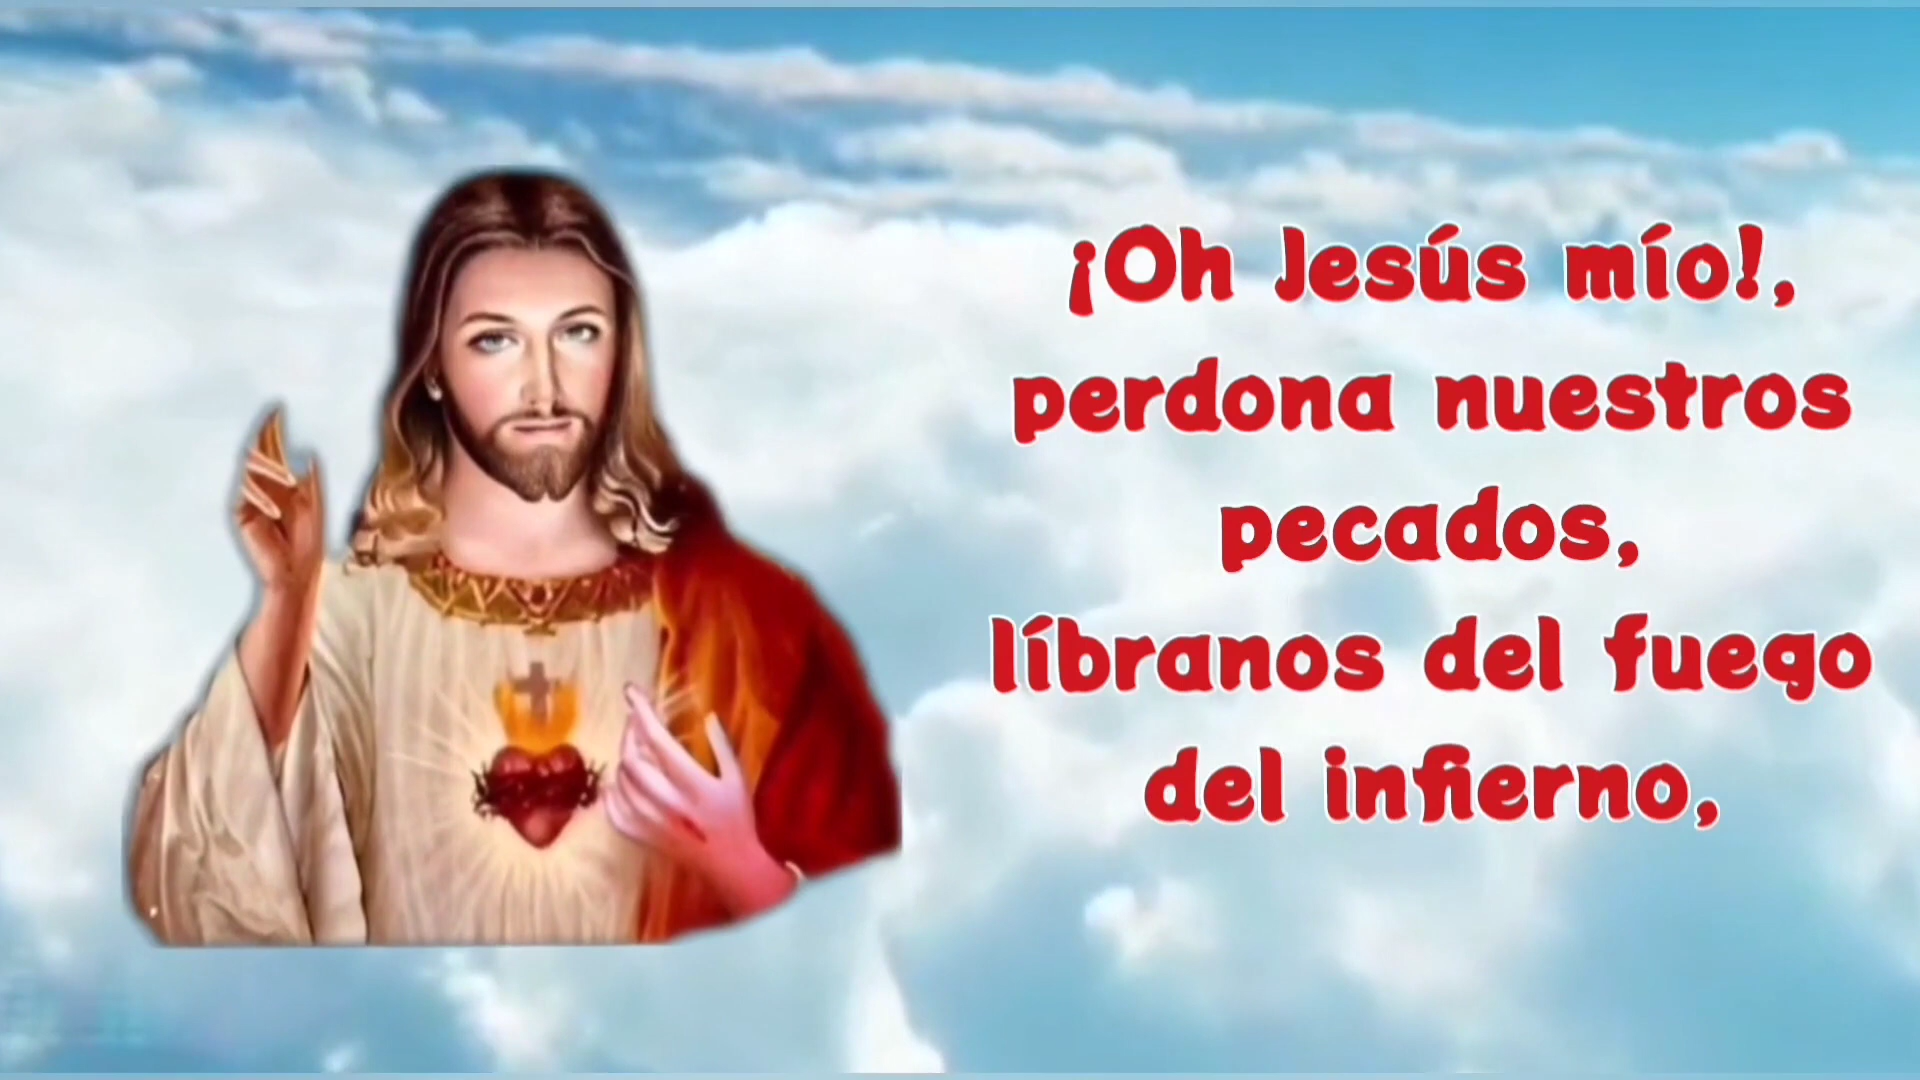 ¡Oh Jesús mío!,
perdona nuestros
pecados,
líbranos del fuego
del infierno,